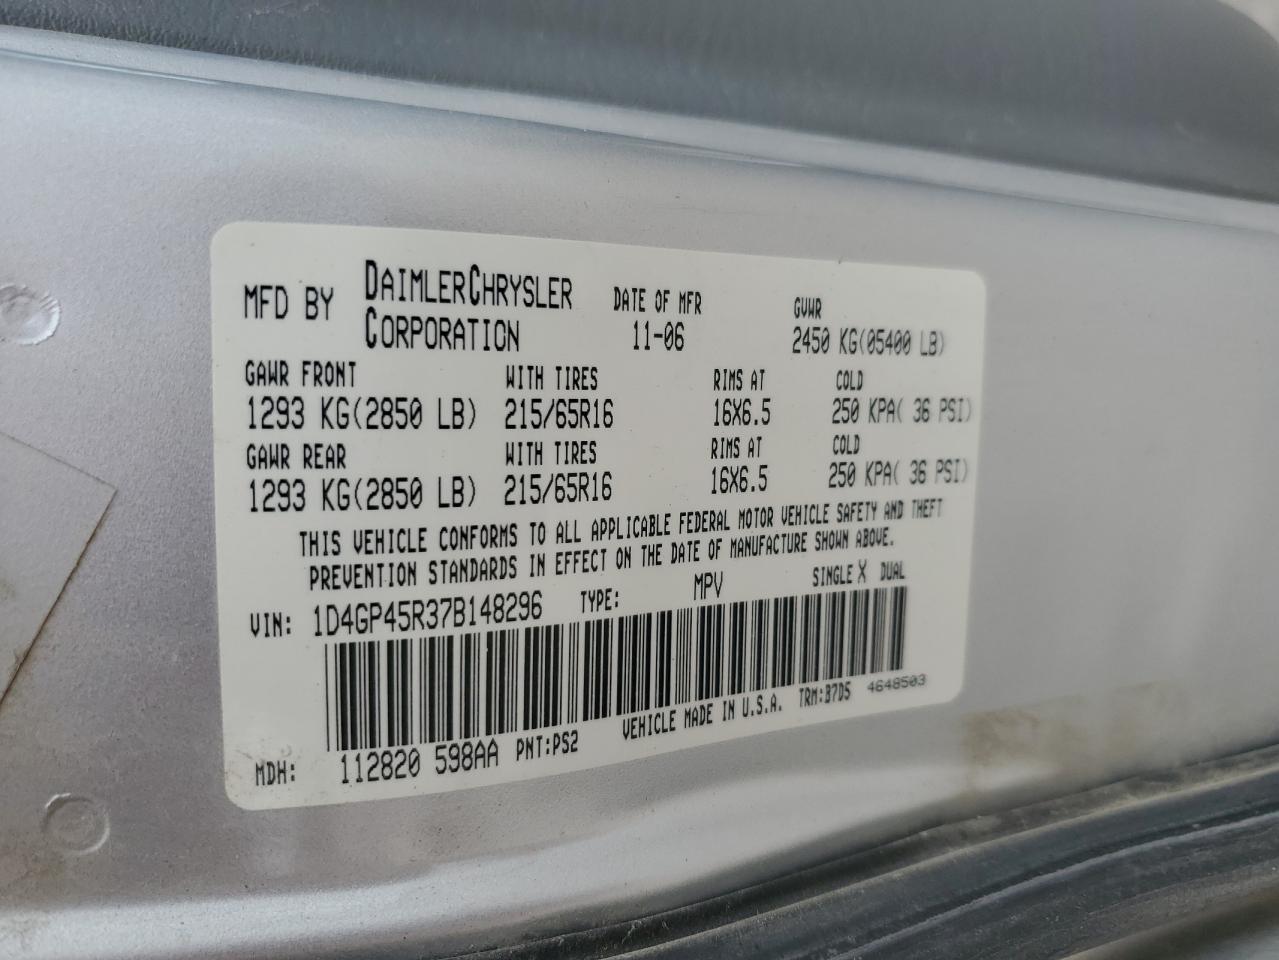 MFD BY DAIMLERCHRYSLER CORPORATION DATE OF MFR 11-06 GVWR 2450 KG(05400 LB)
GAWR FRONT WITH TIRES RIMS AT COLD
1293 KG(2850 LB) 215/65R16 16X6.5 250 KPA( 36 PSI)
GAWR REAR WITH TIRES RIMS AT COLD
1293 KG(2850 LB) 215/65R16 16X6.5 250 KPA( 36 PSI)
THIS VEHICLE CONFORMS TO ALL APPLICABLE FEDERAL MOTOR VEHICLE SAFETY AND THEFT
PREVENTION STANDARDS IN EFFECT ON THE DATE OF MANUFACTURE SHOWN ABOVE.
VIN: 1D4GP45R37B148296 TYPE: MPV SINGLE X DUAL
MDH: 112820 598AA PNT:PS2 VEHICLE MADE IN U.S.A. TRM:B7D5 4648503